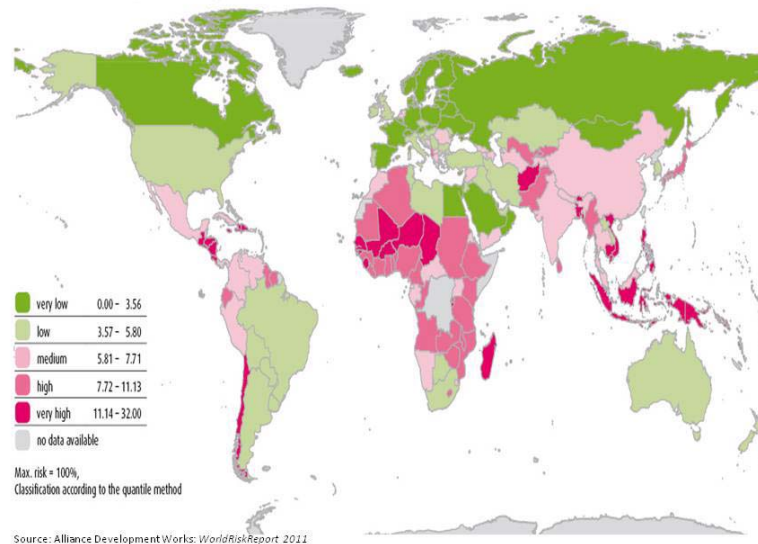 very low 0.00 – 3.56
low 3.57 – 5.80
medium 5.81 – 7.71
high 7.72 – 11.13
very high 11.14 – 32.00
no data available
Max. risk = 100%,
Classification according to the quantile method
Source: Alliance Development Works: WorldRiskReport 2011